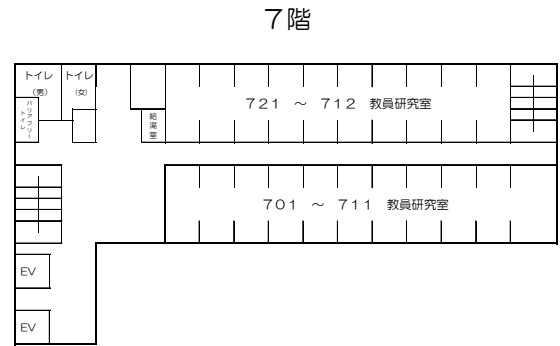 ７階
トイレ
（男）
トイレ
（女）
バリアフリー
トイレ
給湯室
７２１　～　７１２　教員研究室
７０１　～　７１１　教員研究室
EV
EV